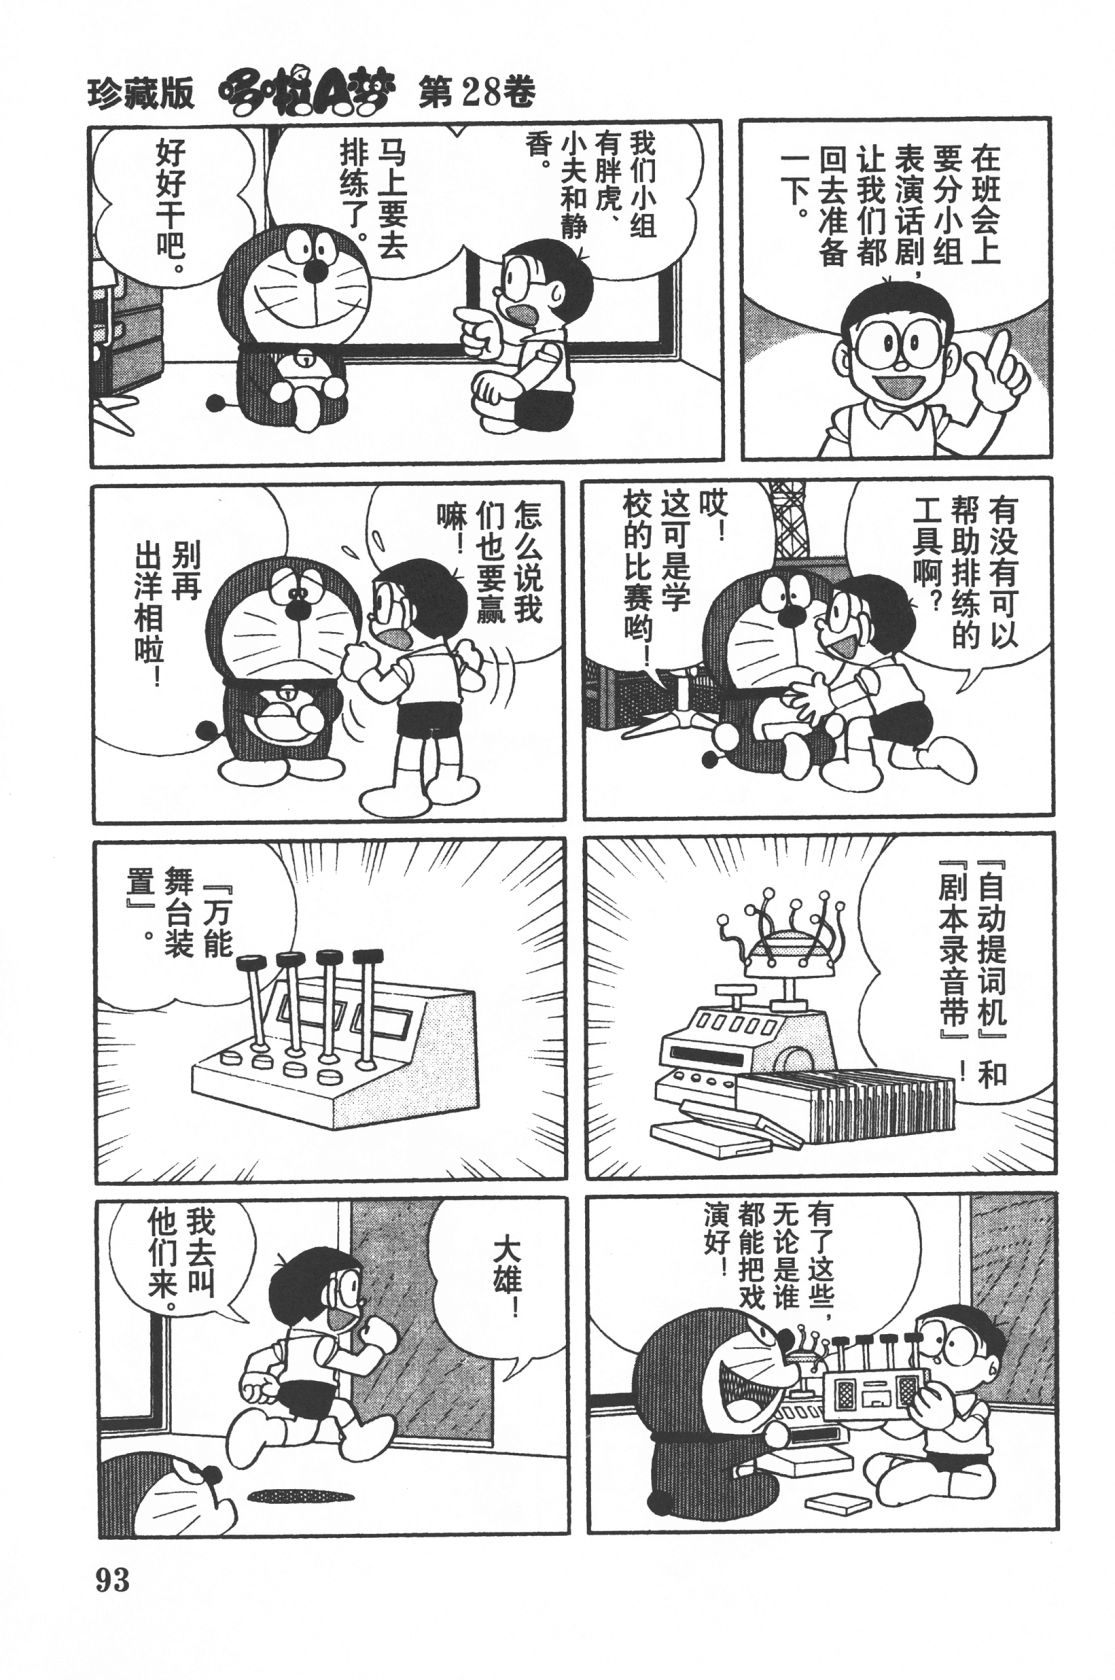 珍藏版 哆啦A梦 第28卷
在班会上
要分小组
表演话剧，
让我们都
回去准备
一下。
我们小组
有胖虎、
小夫和静
香。
马上要去
排练了。
好好干吧。
有没有可以
帮助排练的
工具啊？
哎！
这可是学
校的比赛哟！
怎么说我
们也要赢
嘛！
别再
出洋相啦！
『自动提词机』和
『剧本录音带』！
『万能
舞台装
置』。
有了这些，
无论是谁
都能把戏
演好！
大雄！
我去叫
他们来。
93